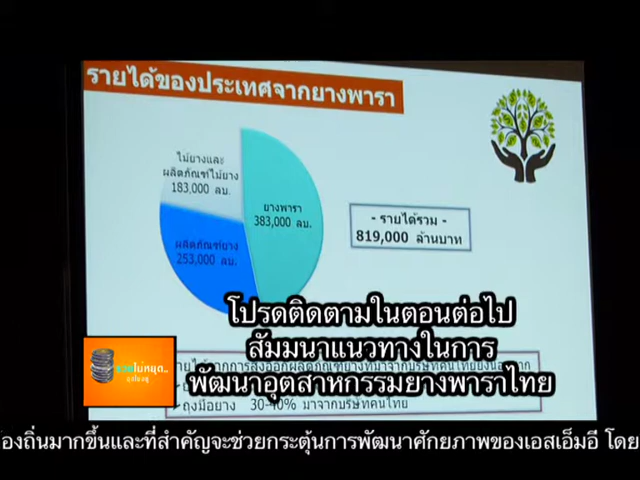 รายได้ของประเทศจากยางพารา
ไม้ยางและ
ผลิตภัณฑ์ไม้ยาง
183,000 ลบ.
ยางพารา
383,000 ลบ.
ผลิตภัณฑ์ยาง
253,000 ลบ.
- รายได้รวม -
819,000 ล้านบาท
โปรดติดตามในตอนต่อไป
สัมมนาแนวทางในการ
พัฒนาอุตสาหกรรมยางพาราไทย
ถุงมือยาง 30-40% มาจากบริษัทคนไทย
องถิ่นมากขึ้นและที่สำคัญจะช่วยกระตุ้นการพัฒนาศักยภาพของเอสเอ็มอี โดย